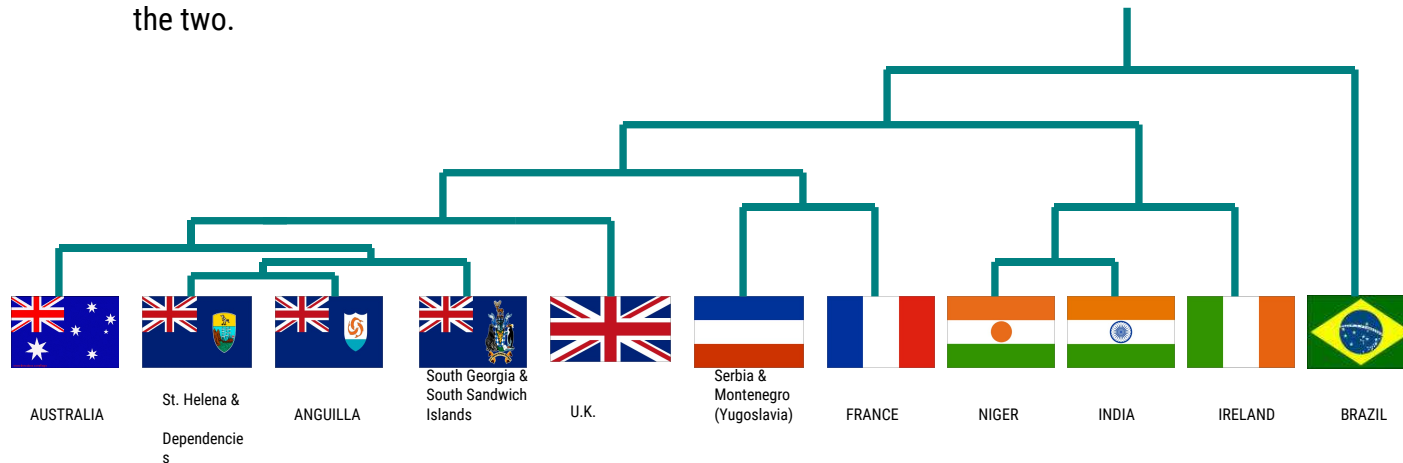 the two.
AUSTRALIA
St. Helena &
Dependencie
s
ANGUILLA
South Georgia &
South Sandwich
Islands
U.K.
Serbia &
Montenegro
(Yugoslavia)
FRANCE
NIGER
INDIA
IRELAND
BRAZIL